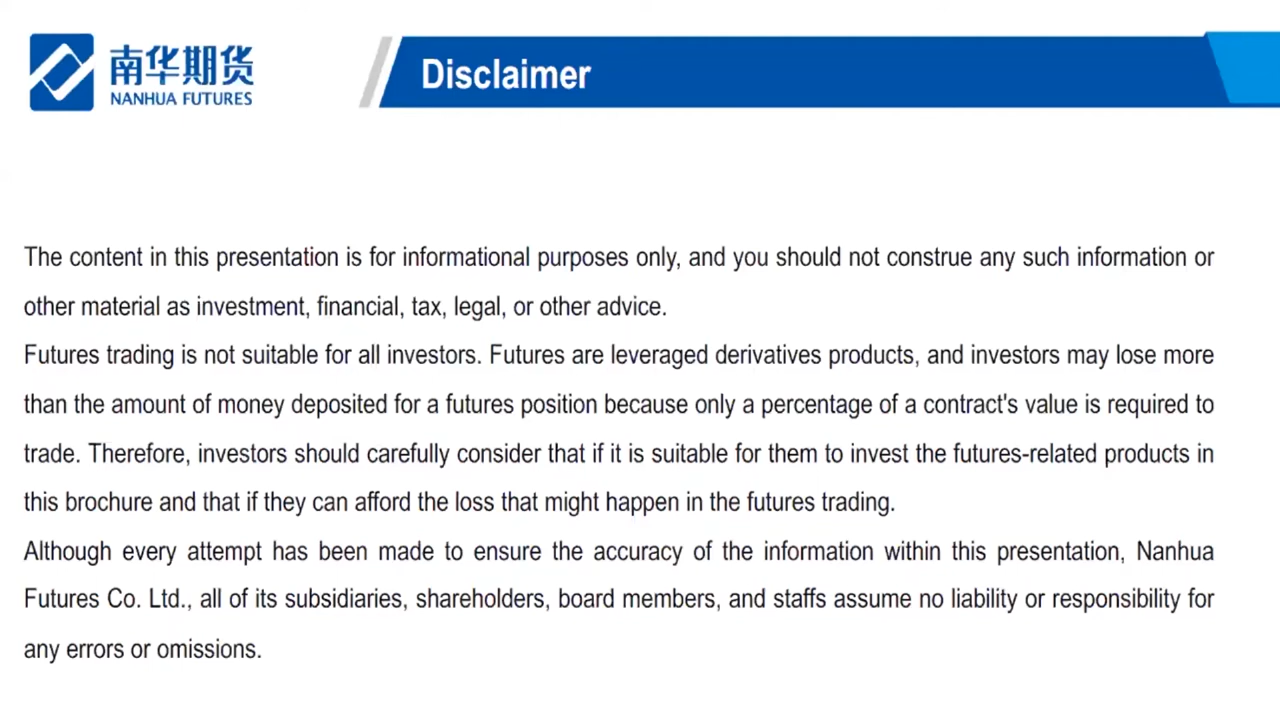 南华期货
NANHUA FUTURES
Disclaimer
The content in this presentation is for informational purposes only, and you should not construe any such information or
other material as investment, financial, tax, legal, or other advice.
Futures trading is not suitable for all investors. Futures are leveraged derivatives products, and investors may lose more
than the amount of money deposited for a futures position because only a percentage of a contract's value is required to
trade. Therefore, investors should carefully consider that if it is suitable for them to invest the futures-related products in
this brochure and that if they can afford the loss that might happen in the futures trading.
Although every attempt has been made to ensure the accuracy of the information within this presentation, Nanhua
Futures Co. Ltd., all of its subsidiaries, shareholders, board members, and staffs assume no liability or responsibility for
any errors or omissions.